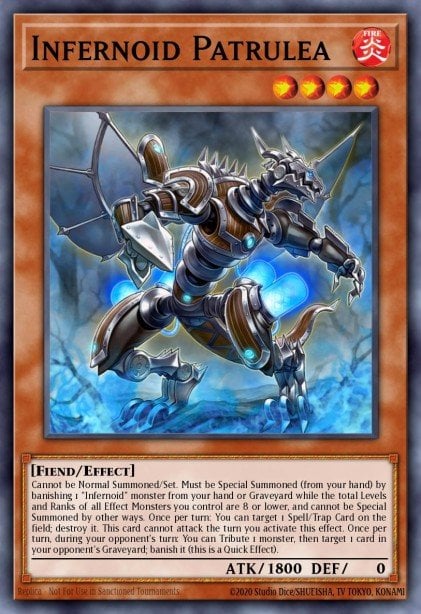 INFERNOID PATRULEA
FIRE
炎
[FIEND/EFFECT]
Cannot be Normal Summoned/Set. Must be Special Summoned (from your hand) by
banishing 1 "Infernoid" monster from your hand or Graveyard while the total Levels
and Ranks of all Effect Monsters you control are 8 or lower, and cannot be Special
Summoned by other ways. Once per turn: You can target 1 Spell/Trap Card on the
field; destroy it. This card cannot attack the turn you activate this effect. Once per
turn, during your opponent's turn: You can Tribute 1 monster, then target 1 card in
your opponent's Graveyard; banish it (this is a Quick Effect).
ATK/1800 DEF/ 0
Replica - Not For Use in Sanctioned Tournaments
©2020 Studio Dice/SHUEISHA, TV TOKYO, KONAMI